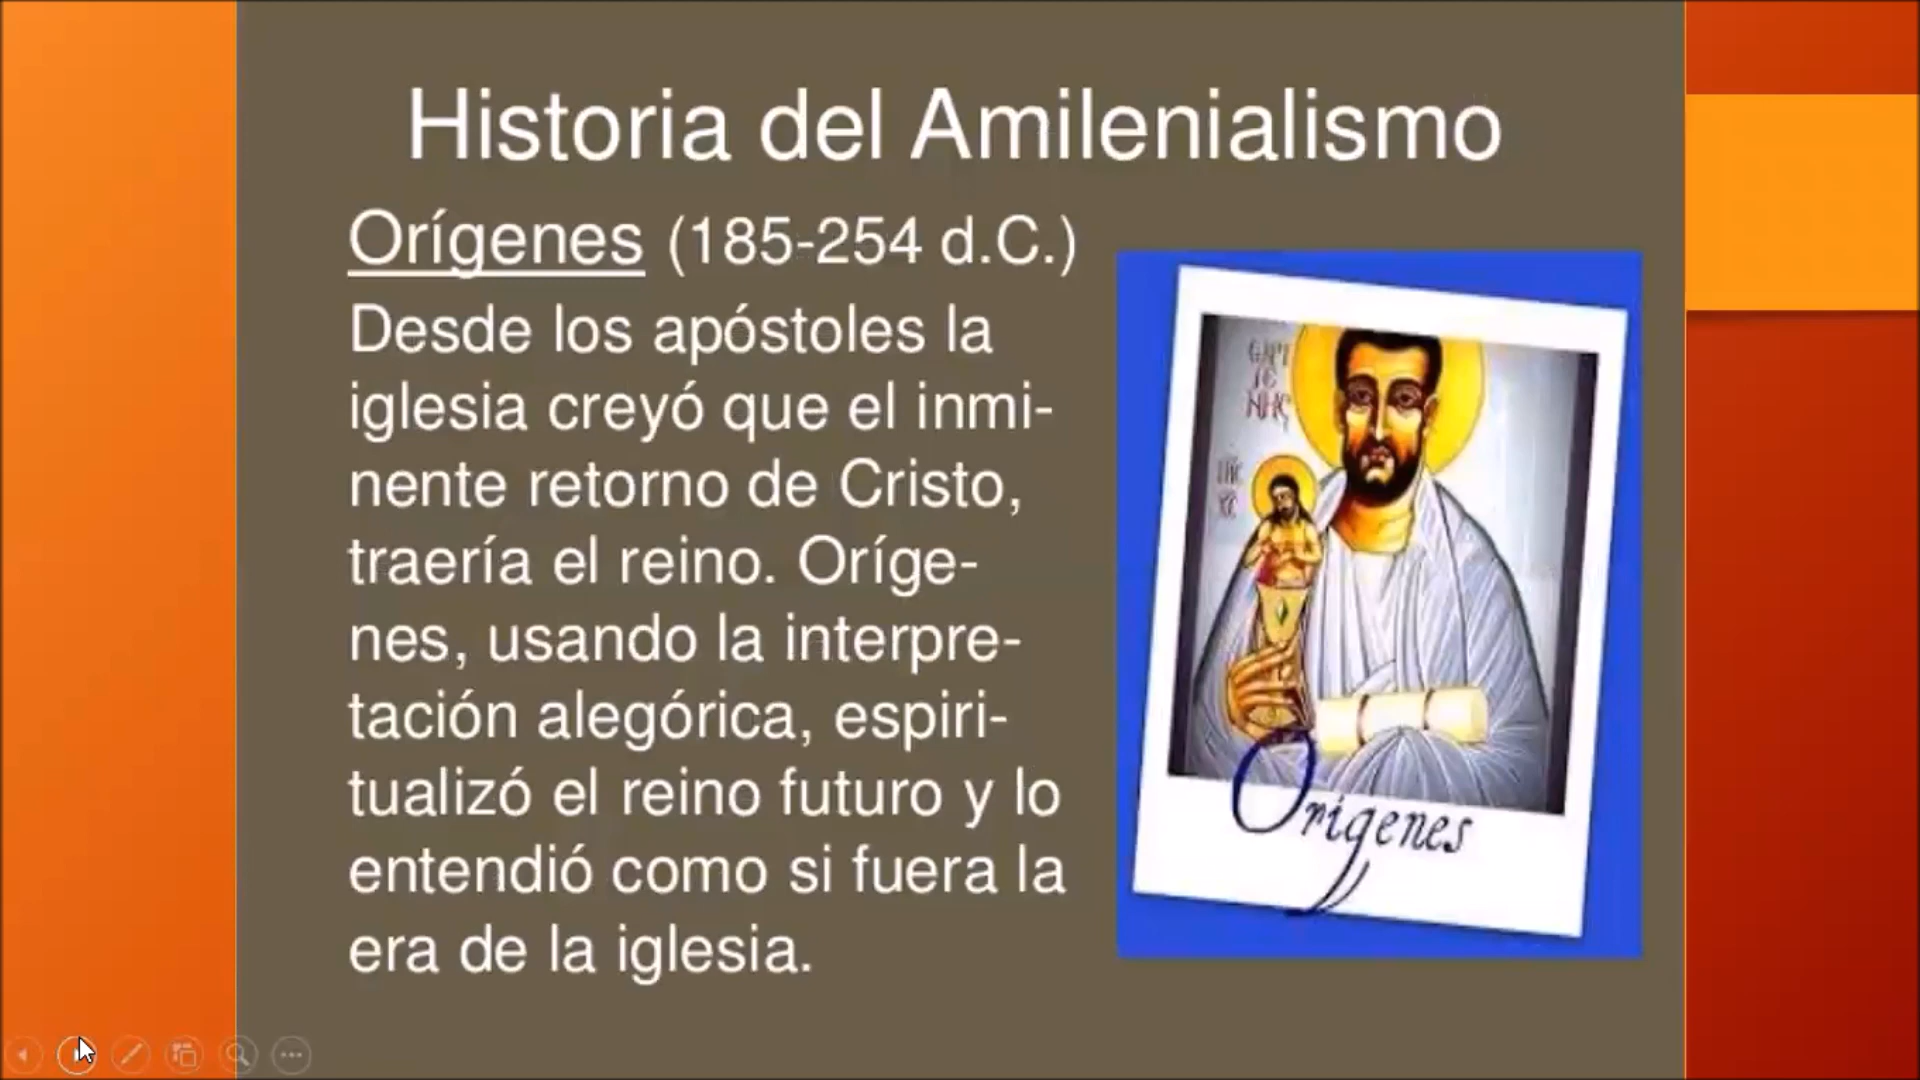 Historia del Amilenialismo
Orígenes (185-254 d.C.)
Desde los apóstoles la
iglesia creyó que el inmi-
nente retorno de Cristo,
traería el reino. Oríge-
nes, usando la interpre-
tación alegórica, espiri-
tualizó el reino futuro y lo
entendió como si fuera la
era de la iglesia.
Orígenes